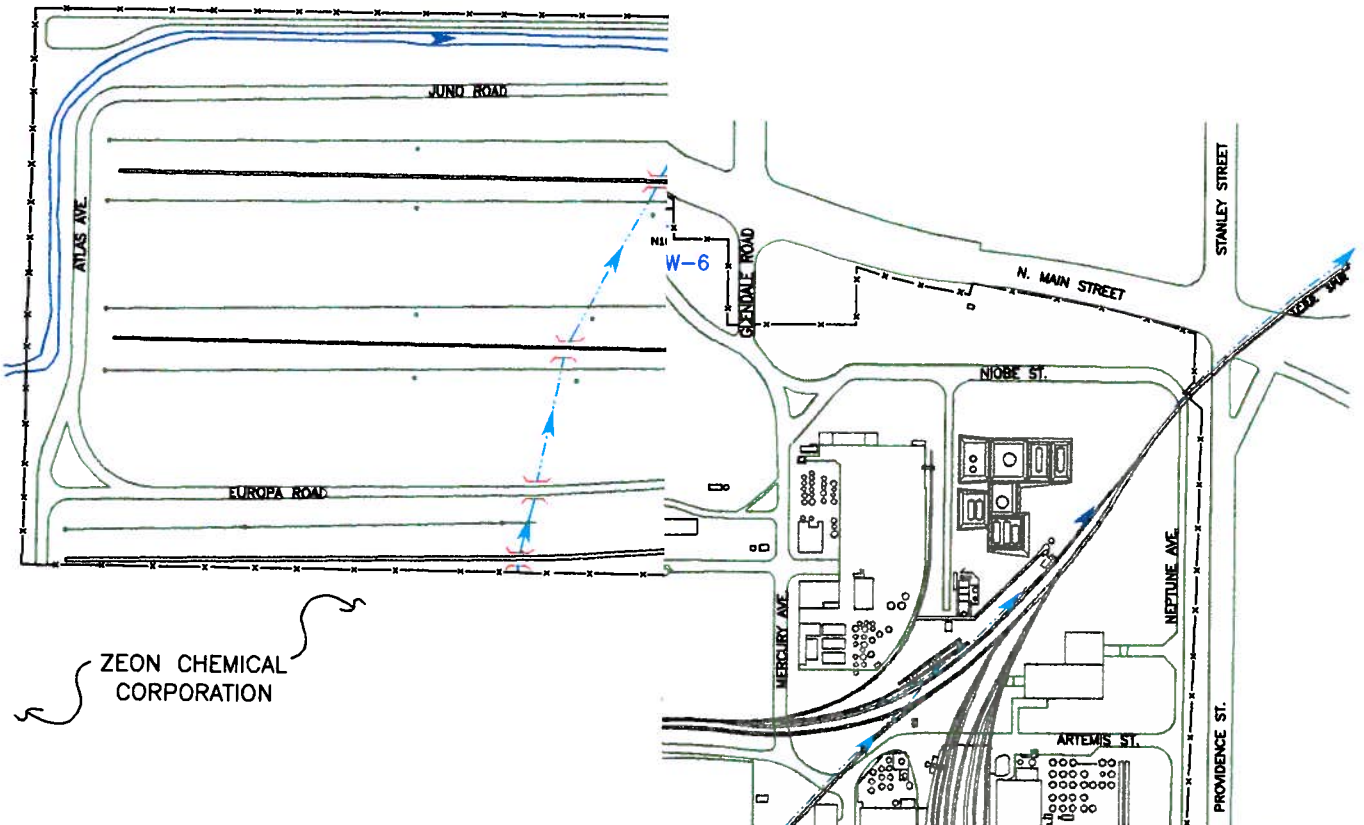 JUNO ROAD
STANLEY STREET
ATLAS AVE.
GLENDALE ROAD
W-6
N. MAIN STREET
NIOBE ST.
EUROPA ROAD
NEPTUNE AVE.
MERCURY AVE.
ZEON CHEMICAL
CORPORATION
PROVIDENCE ST.
ARTEMIS ST.